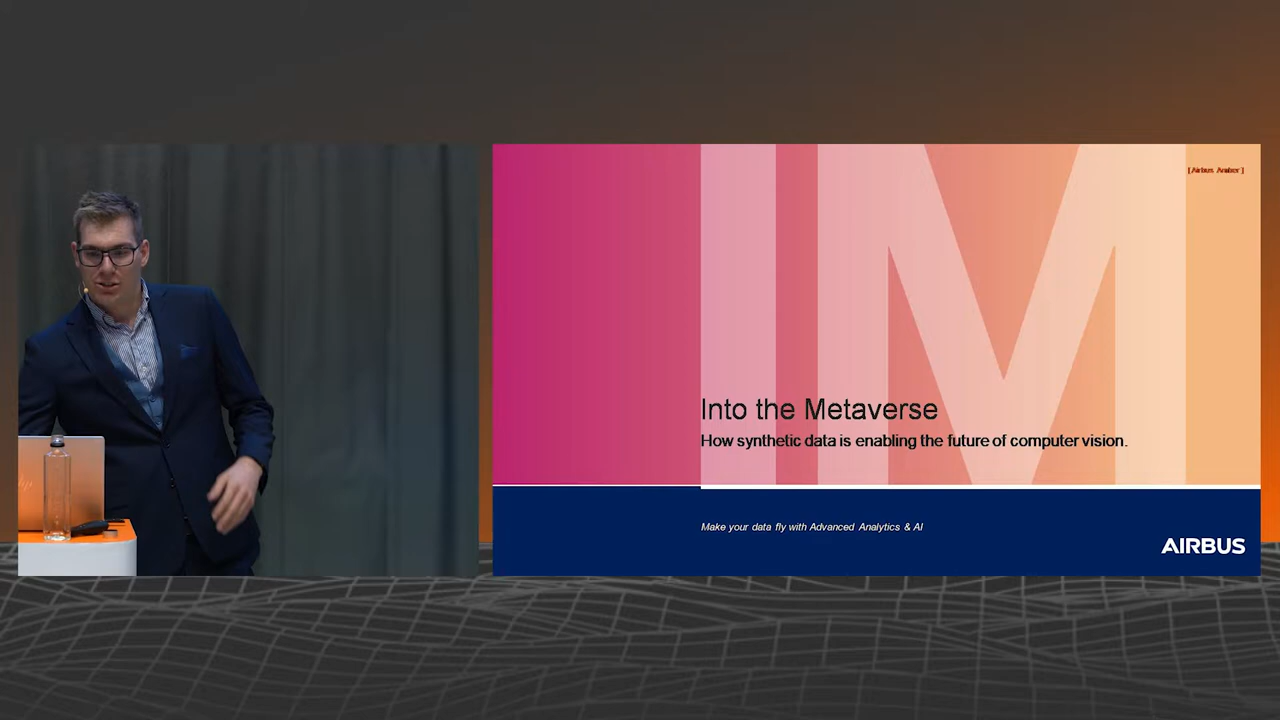 [Airbus Amber]
Into the Metaverse
How synthetic data is enabling the future of computer vision.
Make your data fly with Advanced Analytics & AI
AIRBUS